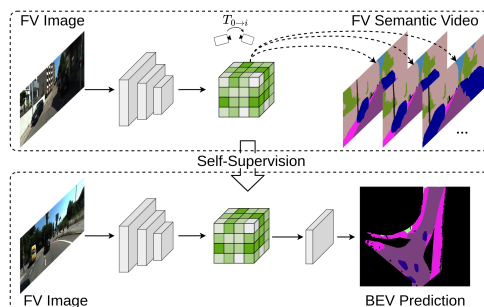 T0→i
FV Image
FV Semantic Video
...
Self-Supervision
FV Image
BEV Prediction